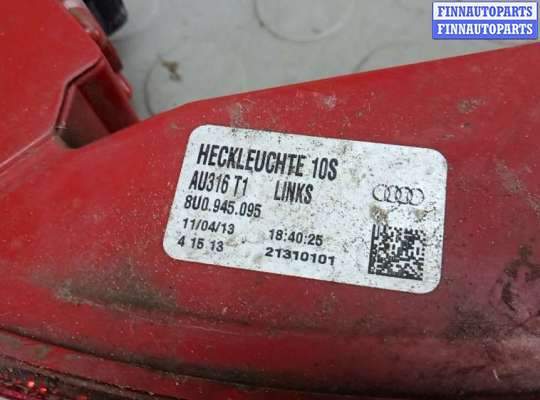 FINNAUTOPARTS
FINNAUTOPARTS
HECKLEUCHTE 10S
AU316 T1 LINKS
8U0.945.095
11/04/13 18:40:25
4 15 13 21310101